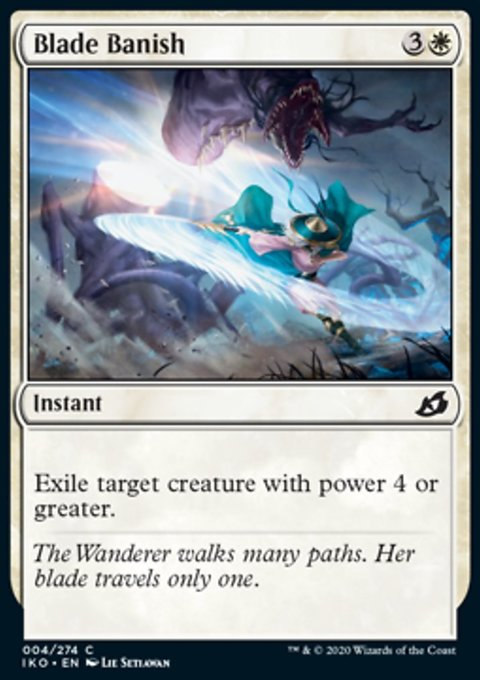 Blade Banish 3
Instant
Exile target creature with power 4 or
greater.
The Wanderer walks many paths. Her
blade travels only one.
004/274 C
IKO • EN Lie Setiawan
™ & © 2020 Wizards of the Coast